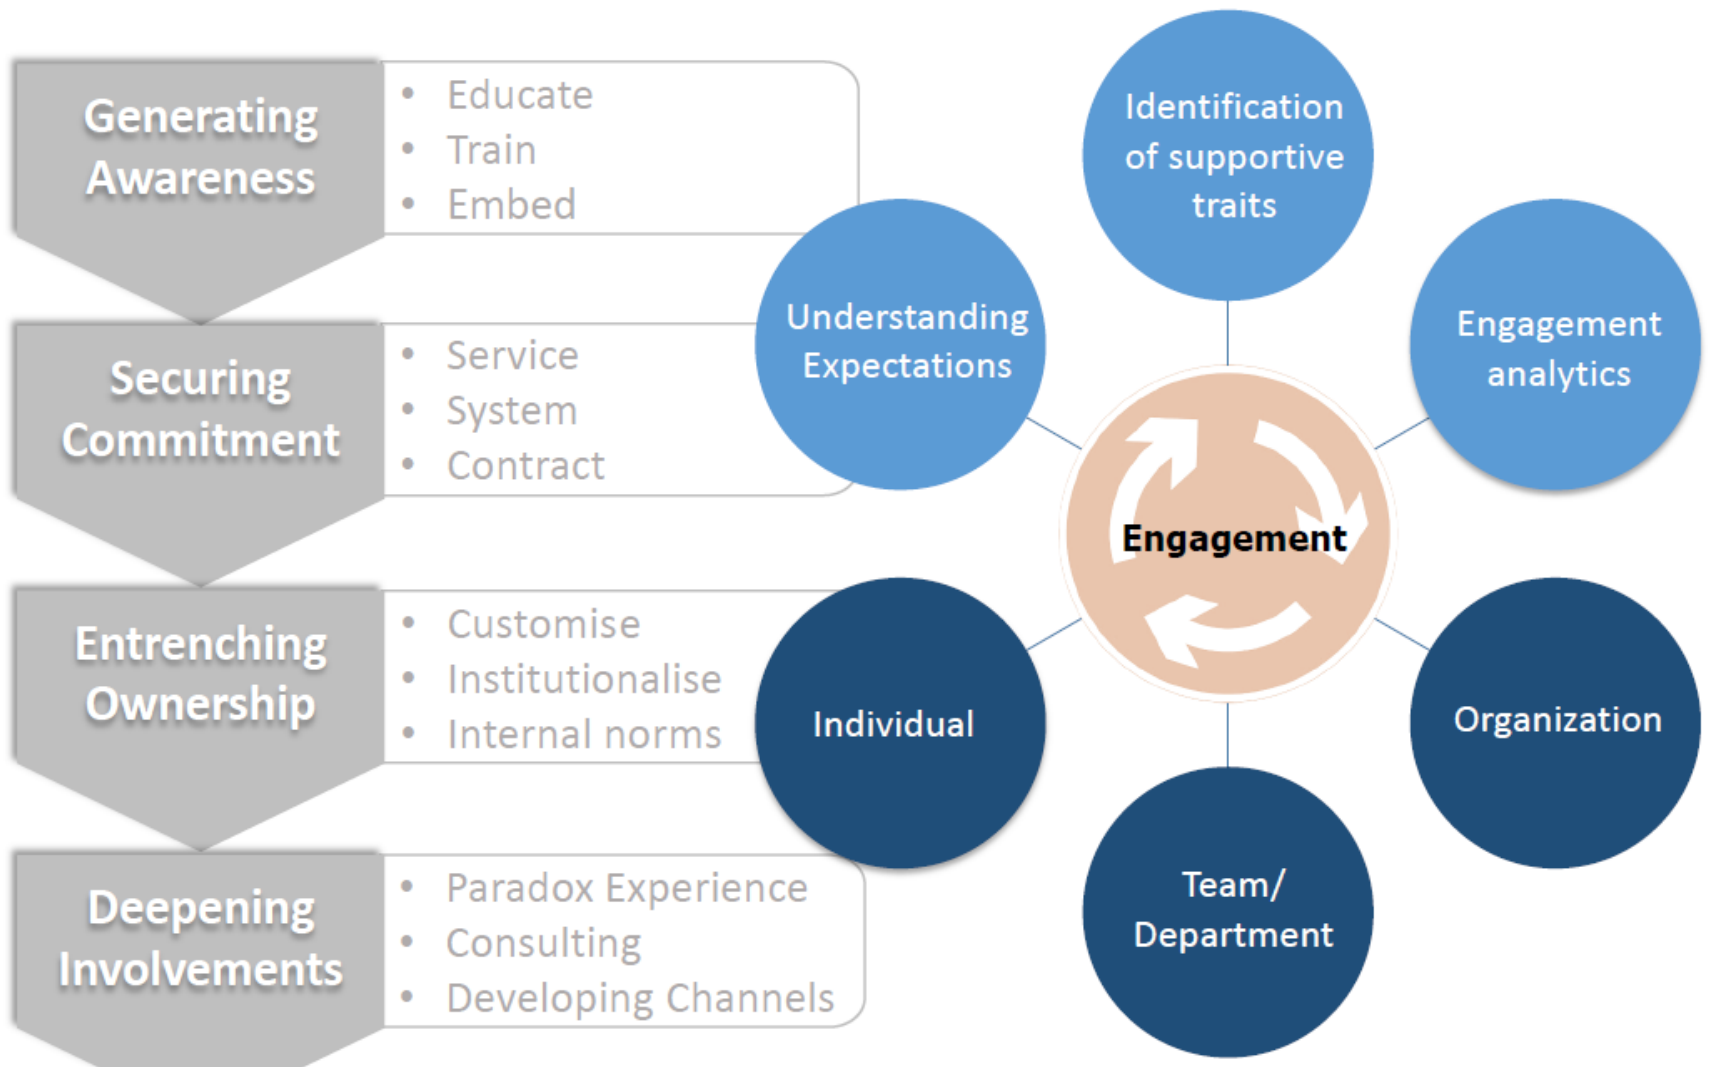 Generating
Awareness
• Educate
• Train
• Embed
Securing
Commitment
• Service
• System
• Contract
Entrenching
Ownership
• Customise
• Institutionalise
• Internal norms
Deepening
Involvements
• Paradox Experience
• Consulting
• Developing Channels
Identification
of supportive
traits
Understanding
Expectations
Engagement
analytics
Engagement
Individual
Organization
Team/
Department